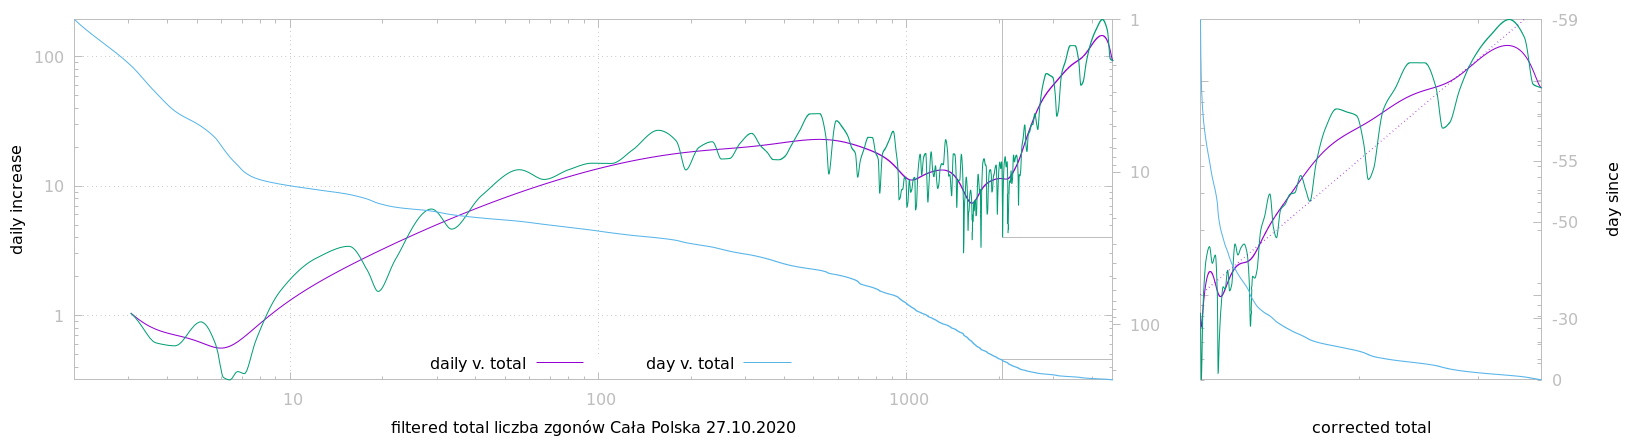 daily increase
100
10
1
daily v. total
day v. total
10
100
1000
filtered total liczba zgonów Cała Polska 27.10.2020
1
10
100
-59
-55
-50
-30
0
day since
corrected total